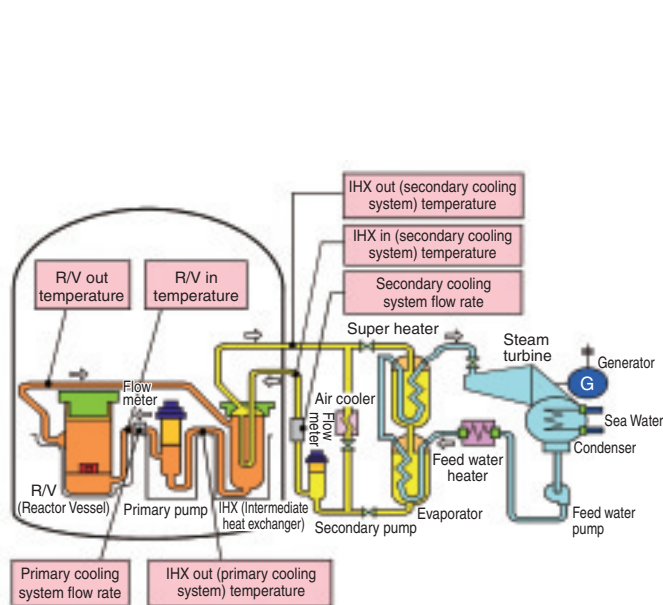 IHX out (secondary cooling
system) temperature
IHX in (secondary cooling
system) temperature
R/V out
temperature
R/V in
temperature
Secondary cooling
system flow rate
Super heater
Steam
turbine
Generator
G
Flow
meter
Air cooler
Flow
meter
Sea Water
Condenser
Feed water
heater
R/V
(Reactor Vessel)
Primary pump
IHX (Intermediate
heat exchanger)
Secondary pump
Evaporator
Feed water
pump
Primary cooling
system flow rate
IHX out (primary cooling
system) temperature